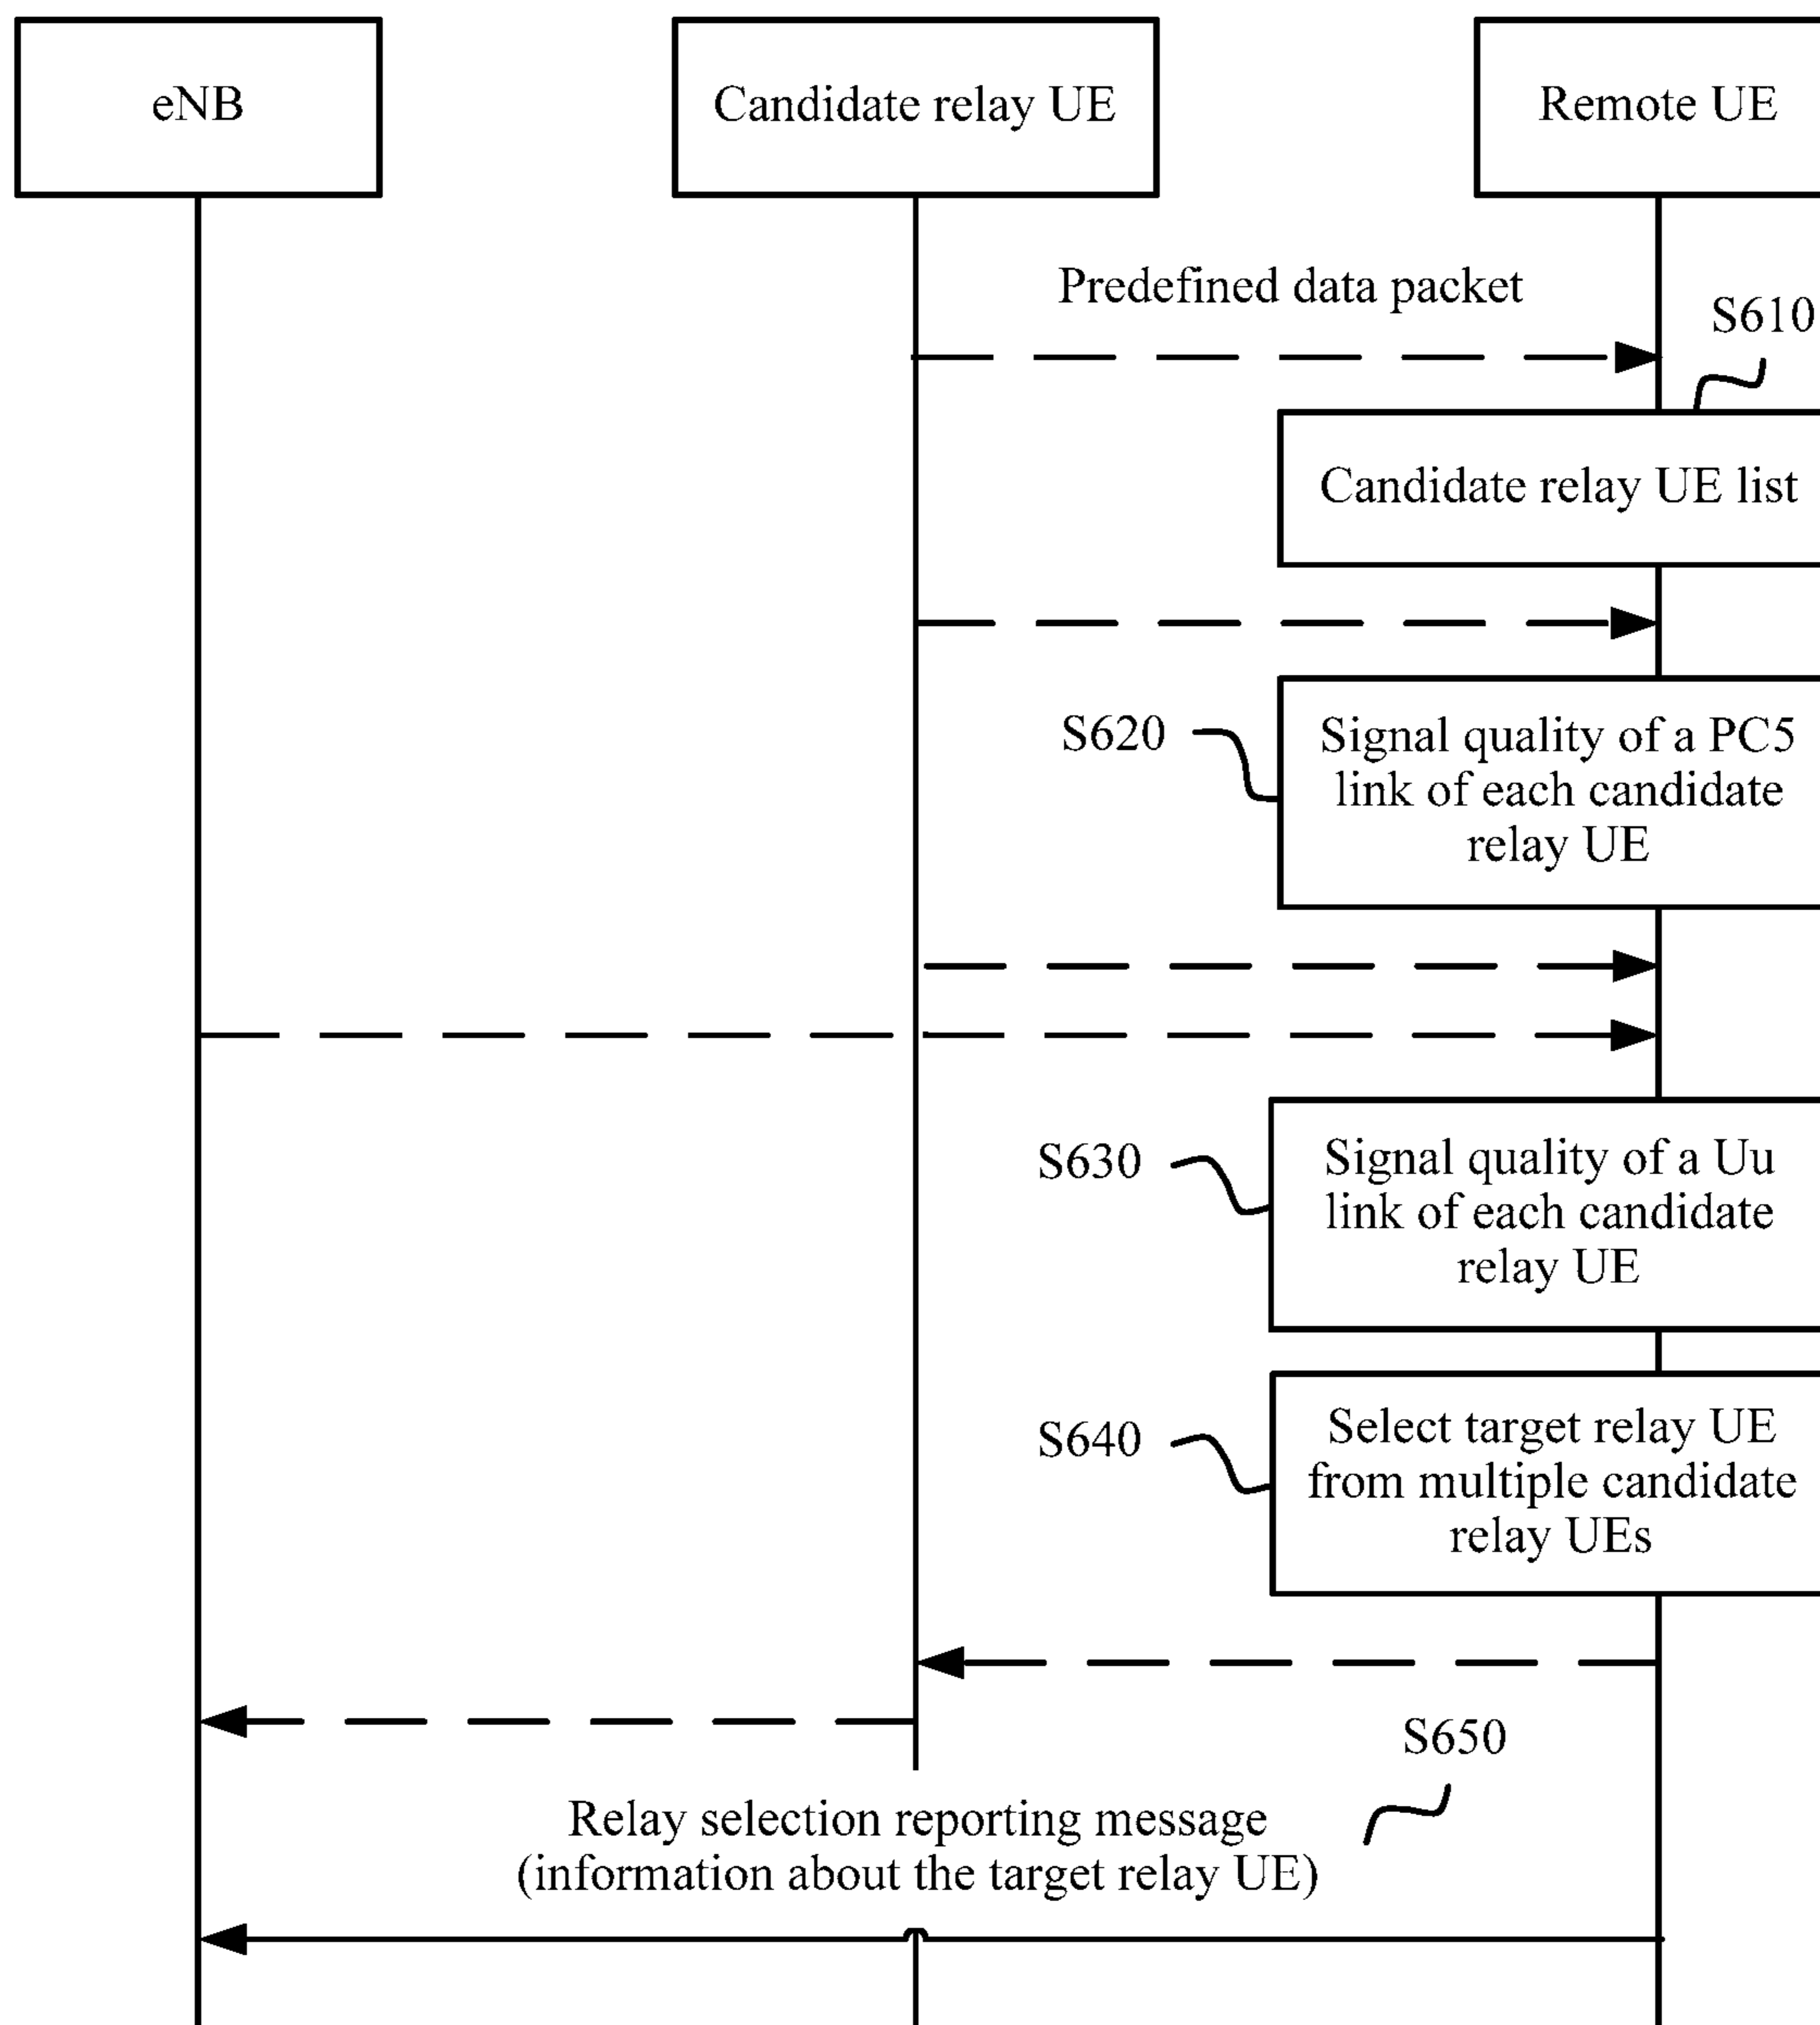 eNB
Candidate relay UE
Remote UE
Predefined data packet
S610
Candidate relay UE list
S620
Signal quality of a PC5
link of each candidate
relay UE
S630
Signal quality of a Uu
link of each candidate
relay UE
S640
Select target relay UE
from multiple candidate
relay UEs
S650
Relay selection reporting message
(information about the target relay UE)